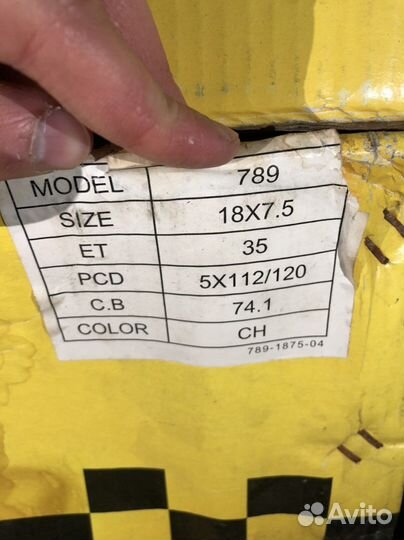 MODEL 789
SIZE 18X7.5
ET 35
PCD 5X112/120
C.B 74.1
COLOR CH
789-1875-04
Avito